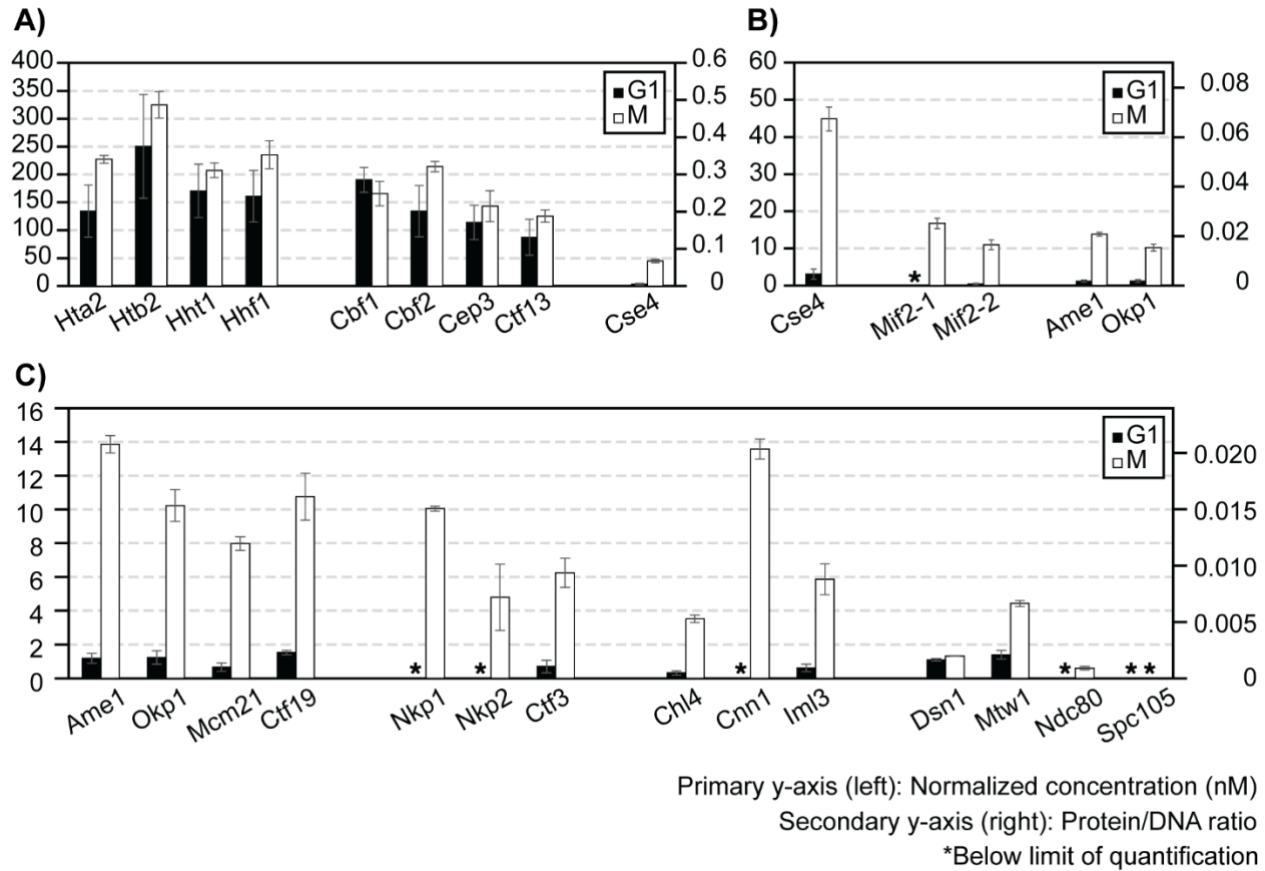 A)
400
350
300
250
200
150
100
50
0
0.6
0.5
0.4
0.3
0.2
0.1
0
G1
M
Hta2
Htb2
Hht1
Hhf1
Cbf1
Cbf2
Cep3
Ctf13
Cse4
B)
60
50
40
30
20
10
0
0.08
0.06
0.04
0.02
0
G1
M
*
Cse4
Mif2-1
Mif2-2
Ame1
Okp1
C)
16
14
12
10
8
6
4
2
0
0.020
0.015
0.010
0.005
0
G1
M
* * * * * *
Ame1
Okp1
Mcm21
Ctf19
Nkp1
Nkp2
Ctf3
Chl4
Cnn1
Iml3
Dsn1
Mtw1
Ndc80
Spc105
Primary y-axis (left): Normalized concentration (nM)
Secondary y-axis (right): Protein/DNA ratio
*Below limit of quantification